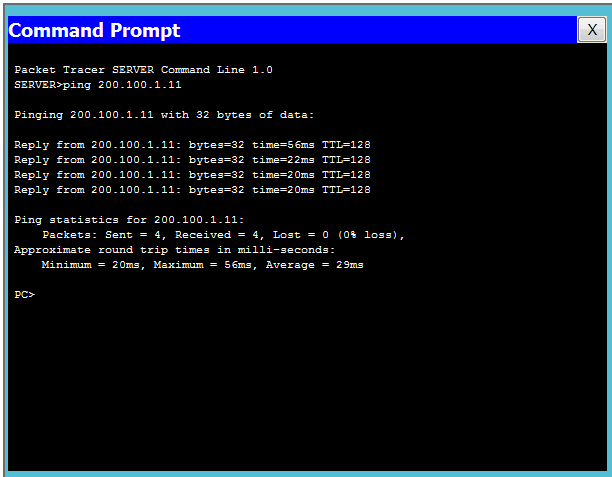 Command Prompt
X
Packet Tracer SERVER Command Line 1.0
SERVER>ping 200.100.1.11
Pinging 200.100.1.11 with 32 bytes of data:
Reply from 200.100.1.11: bytes=32 time=56ms TTL=128
Reply from 200.100.1.11: bytes=32 time=22ms TTL=128
Reply from 200.100.1.11: bytes=32 time=20ms TTL=128
Reply from 200.100.1.11: bytes=32 time=20ms TTL=128
Ping statistics for 200.100.1.11:
Packets: Sent = 4, Received = 4, Lost = 0 (0% loss),
Approximate round trip times in milli-seconds:
Minimum = 20ms, Maximum = 56ms, Average = 29ms
PC>